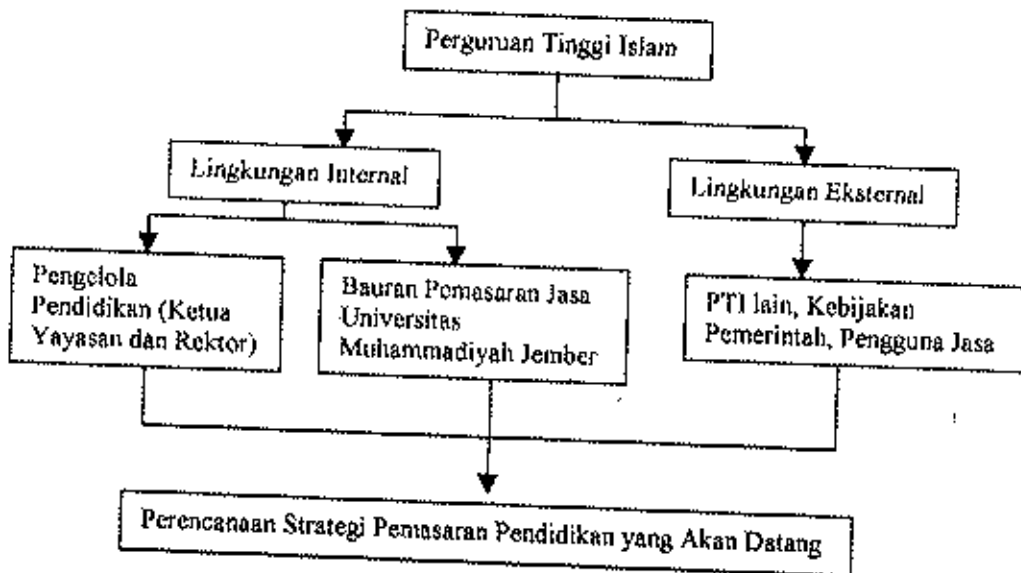 Perguruan Tinggi Islam
Lingkungan Internal
Lingkungan Eksternal
Pengelola
Pendidikan (Ketua
Yayasan dan Rektor)
Bauran Pemasaran Jasa
Universitas
Muhammadiyah Jember
PTI lain, Kebijakan
Pemerintah, Pengguna Jasa
Perencanaan Strategi Pemasaran Pendidikan yang Akan Datang